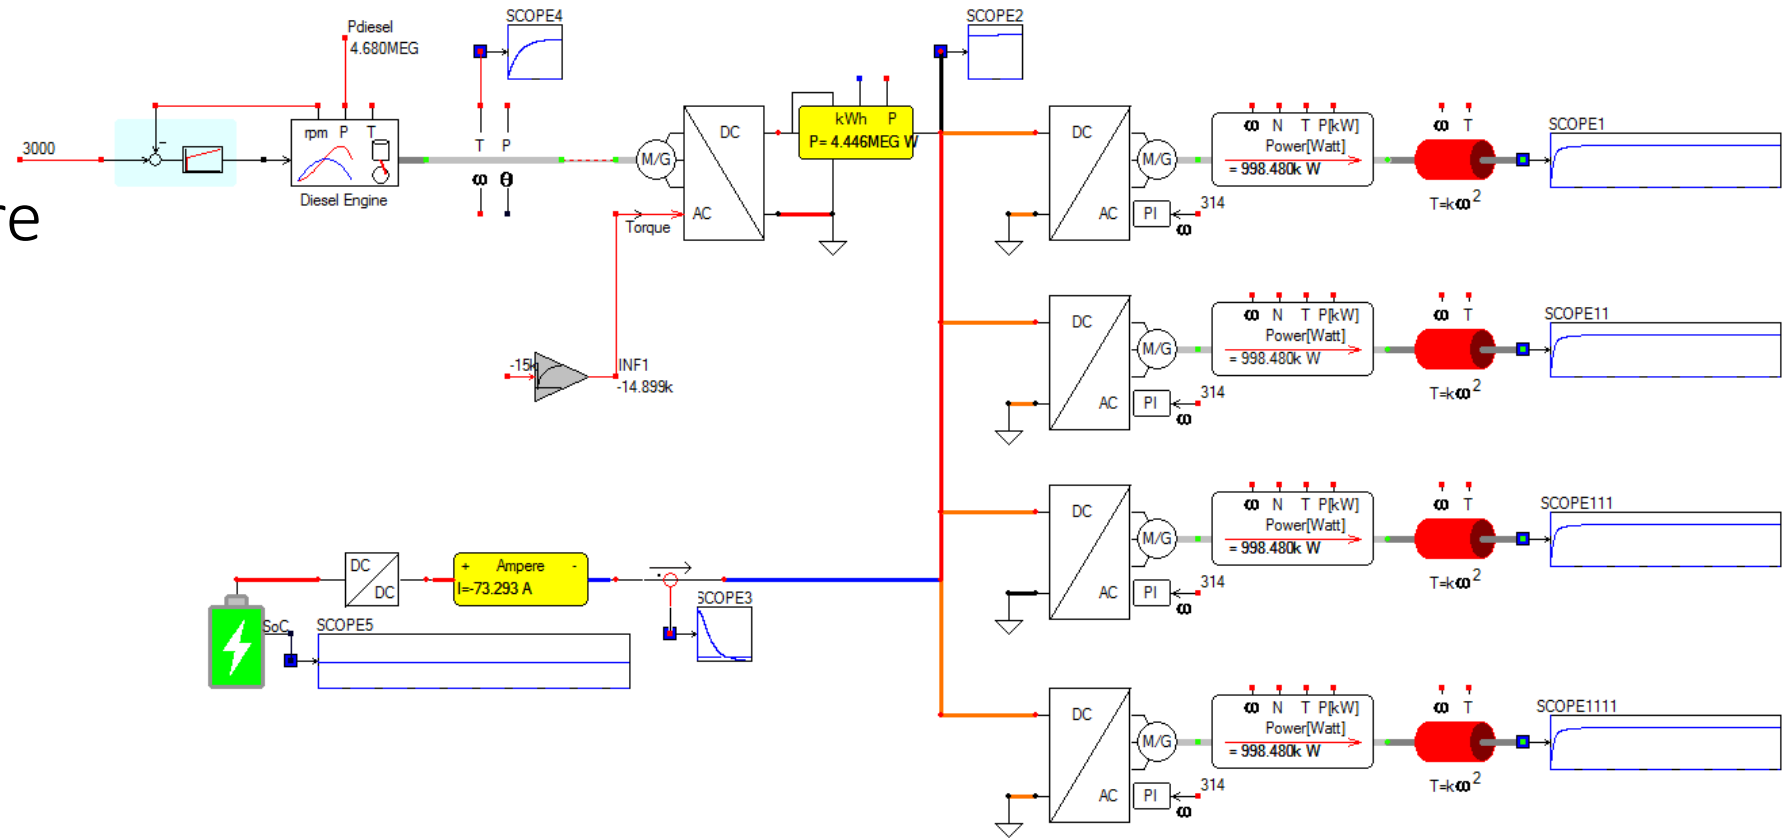 SCOPE4
SCOPE2
Pdiesel
4.680MEG
kWh P
P= 4.446MEG W
rpm P T
T P
DC
DC
ω N T P[kW]
ω T
SCOPE1
3000
-
M/G
M/G
Power[Watt]
= 998.480k W
ω θ
Diesel Engine
re
AC
Torque
AC
PI
314
ω
T=kω2
DC
ω N T P[kW]
ω T
SCOPE11
M/G
Power[Watt]
= 998.480k W
-15k
INF1
-14.899k
AC
PI
314
ω
T=kω2
DC
ω N T P[kW]
ω T
SCOPE111
M/G
Power[Watt]
= 998.480k W
DC
DC
+ Ampere -
I=-73.293 A
SCOPE3
AC
PI
314
ω
T=kω2
SoC
SCOPE5
DC
ω N T P[kW]
ω T
SCOPE1111
M/G
Power[Watt]
= 998.480k W
AC
PI
314
ω
T=kω2